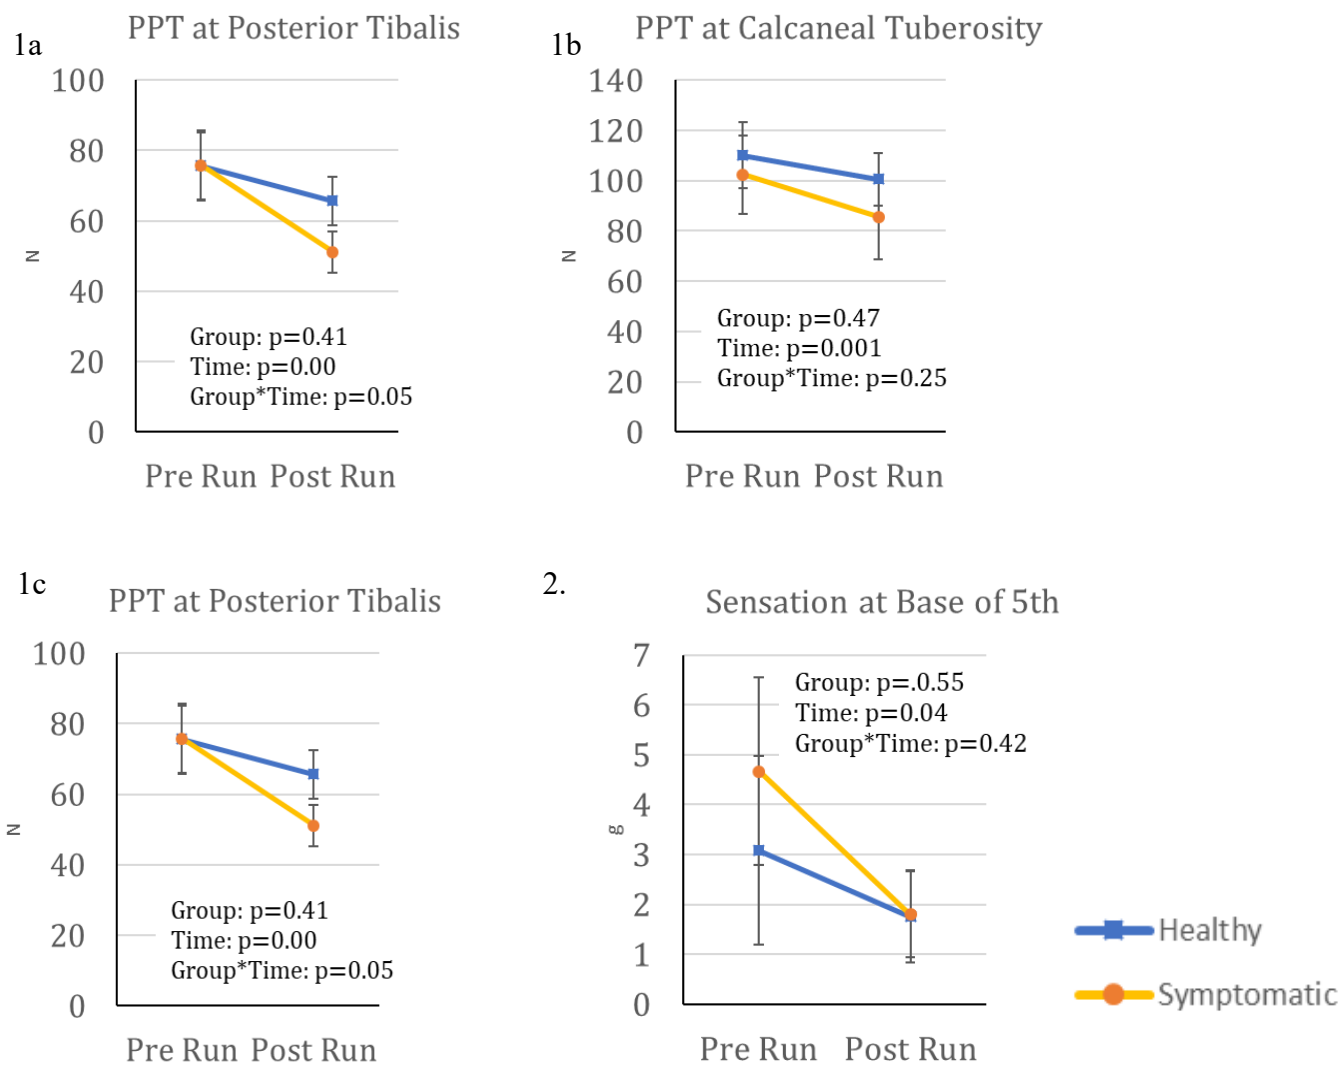 1a
PPT at Posterior Tibalis
100
80
60
40
20
0
N
Group: p=0.41
Time: p=0.00
Group*Time: p=0.05
Pre Run Post Run
1b
PPT at Calcaneal Tuberosity
140
120
100
80
60
40
20
0
N
Group: p=0.47
Time: p=0.001
Group*Time: p=0.25
Pre Run Post Run
1c
PPT at Posterior Tibalis
100
80
60
40
20
0
N
Group: p=0.41
Time: p=0.00
Group*Time: p=0.05
Pre Run Post Run
2.
Sensation at Base of 5th
7
6
5
4
3
2
1
0
g
Group: p=.0.55
Time: p=0.04
Group*Time: p=0.42
Pre Run Post Run
Healthy
Symptomatic